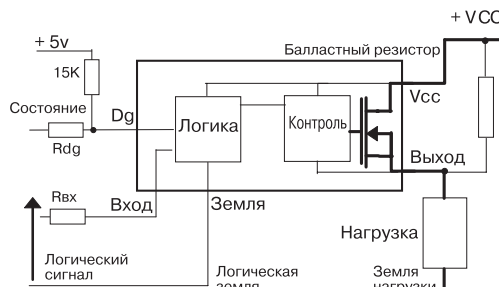 + VCC
+ 5v
Балластный резистор
15K
Vcc
Состояние
Dg
Логика
Контроль
Rdg
Выход
Rвх
Вход
Земля
Нагрузка
Логический
сигнал
Логическая
земля
Земля
нагрузки